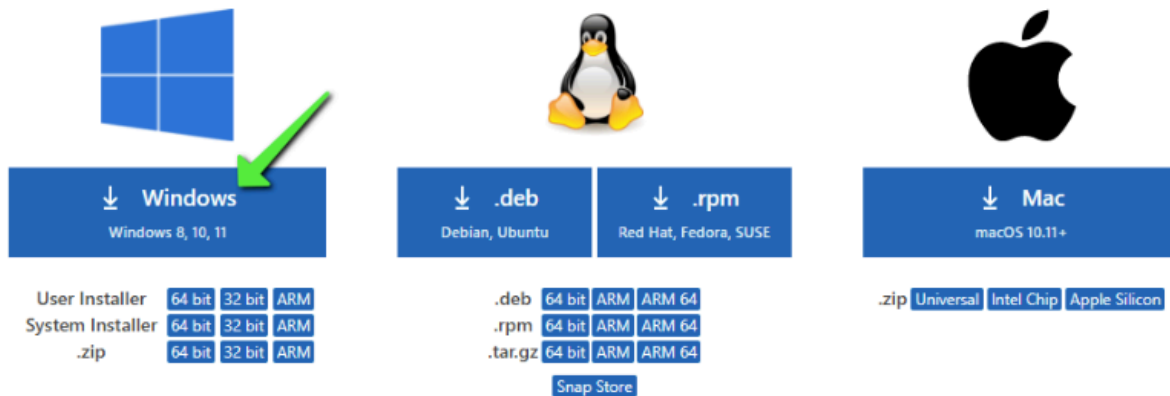 Windows
Windows 8, 10, 11
User Installer 64 bit 32 bit ARM
System Installer 64 bit 32 bit ARM
.zip 64 bit 32 bit ARM
.deb
Debian, Ubuntu
.rpm
Red Hat, Fedora, SUSE
.deb 64 bit ARM ARM 64
.rpm 64 bit ARM ARM 64
.tar.gz 64 bit ARM ARM 64
Snap Store
Mac
macOS 10.11+
.zip Universal Intel Chip Apple Silicon